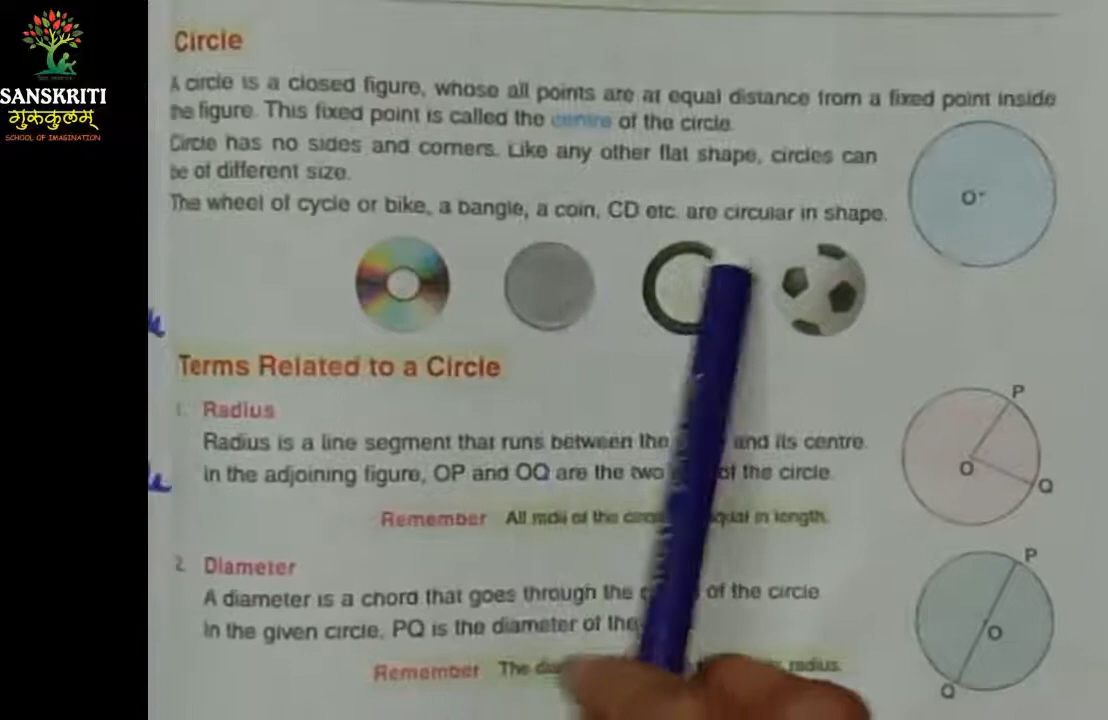 SANSKRITI
गुरुकुलम्
SCHOOL OF IMAGINATION
Circle
A circle is a closed figure, whose all points are at equal distance from a fixed point inside
the figure. This fixed point is called the centre of the circle.
Circle has no sides and corners. Like any other flat shape, circles can
be of different size.
The wheel of cycle or bike, a bangle, a coin, CD etc. are circular in shape.
O
Terms Related to a Circle
1. Radius
Radius is a line segment that runs between the and its centre.
In the adjoining figure, OP and OQ are the two of the circle.
Remember All radii of the equal in length.
P
O
Q
2. Diameter
A diameter is a chord that goes through the of the circle
In the given circle, PQ is the diameter of the
Remember The radius.
P
O
Q